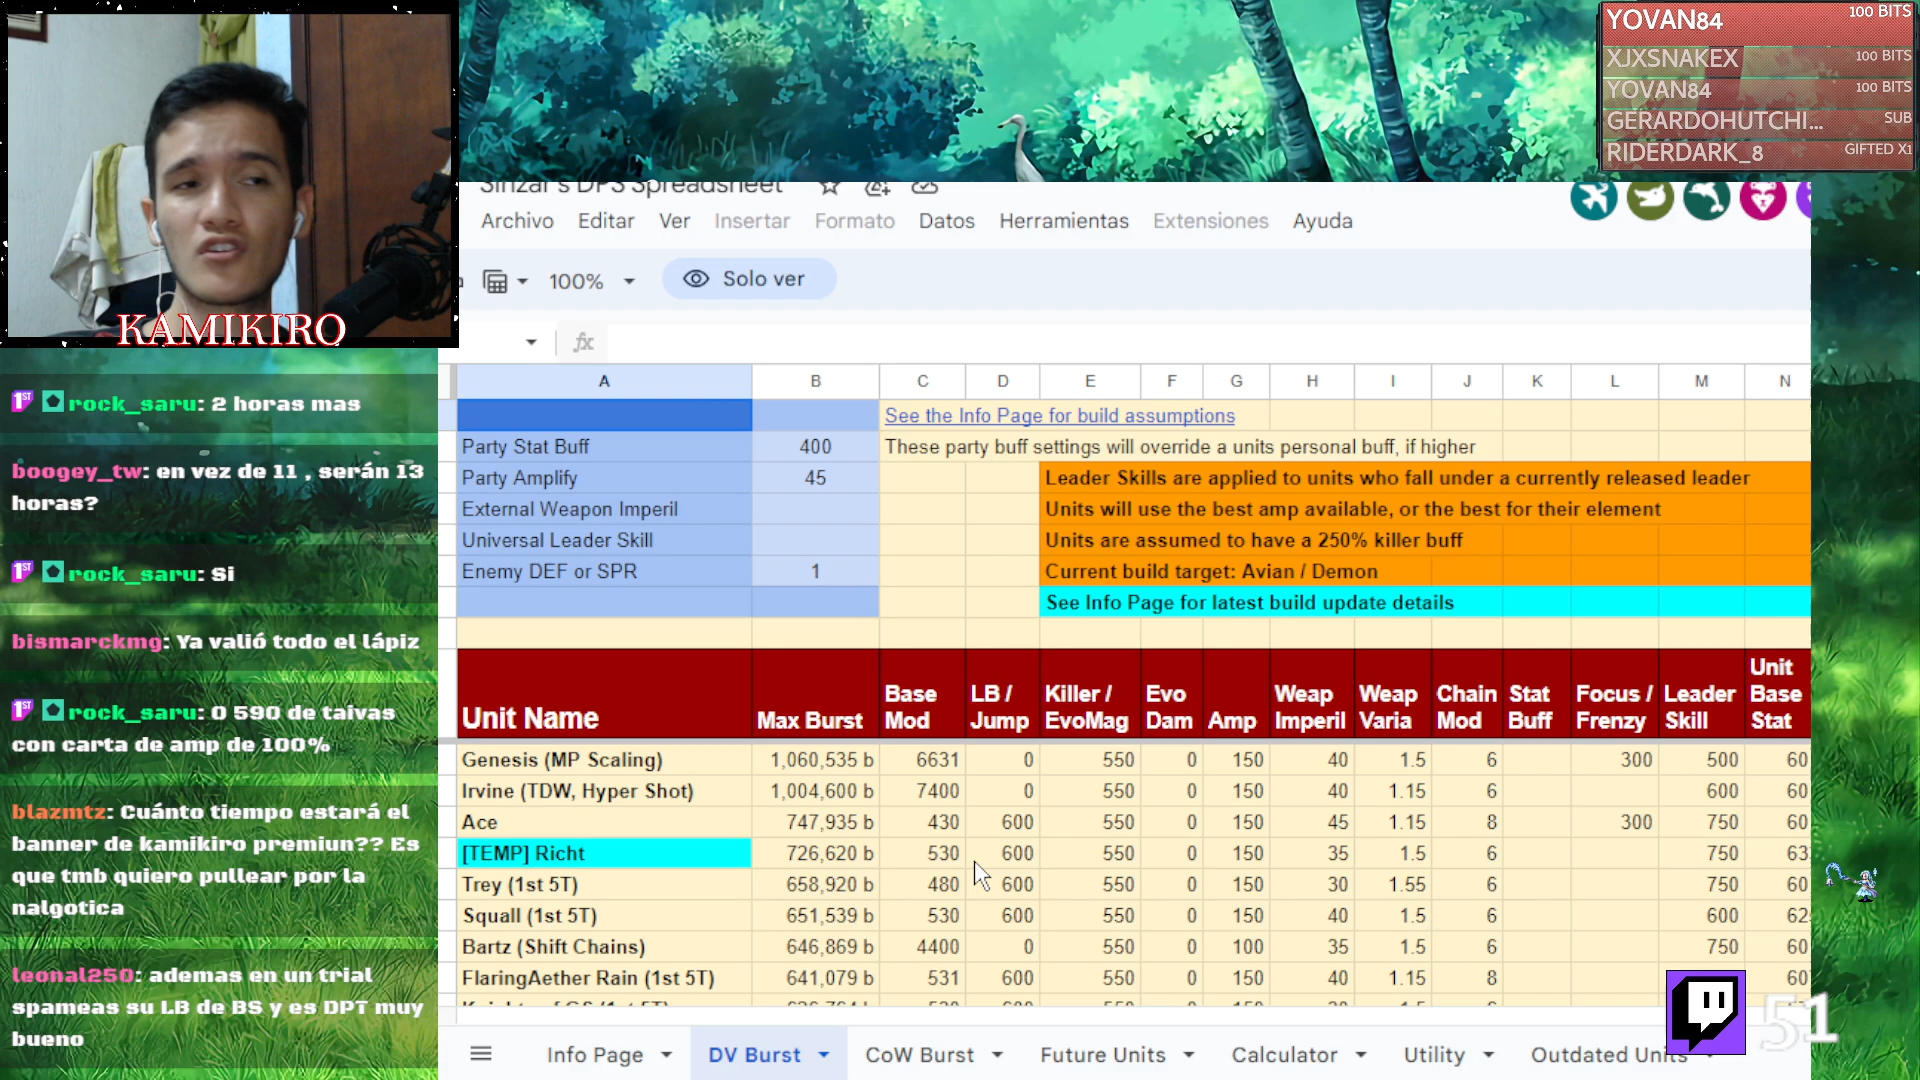 KAMIKIRO
YOVAN84 100 BITS
XJXSNAKEX 100 BITS
YOVAN84 100 BITS
GERARDOHUTCHI... SUB
RIDERDARK_8 GIFTED X1
Sinzar's DPS Spreadsheet
Archivo Editar Ver Insertar Formato Datos Herramientas Extensiones Ayuda
100% Solo ver
fx
A B C D E F G H I J K L M N
See the Info Page for build assumptions
Party Stat Buff 400 These party buff settings will override a units personal buff, if higher
Party Amplify 45 Leader Skills are applied to units who fall under a currently released leader
External Weapon Imperil Units will use the best amp available, or the best for their element
Universal Leader Skill Units are assumed to have a 250% killer buff
Enemy DEF or SPR 1 Current build target: Avian / Demon
See Info Page for latest build update details
Unit Name Max Burst Base Mod LB / Jump Killer / EvoMag Evo Dam Amp Weap Imperil Weap Varia Chain Mod Stat Buff Focus / Frenzy Leader Skill Unit Base Stat
Genesis (MP Scaling) 1,060,535 b 6631 0 550 0 150 40 1.5 6 300 500 60
Irvine (TDW, Hyper Shot) 1,004,600 b 7400 0 550 0 150 40 1.15 6 600 60
Ace 747,935 b 430 600 550 0 150 45 1.15 8 300 750 60
[TEMP] Richt 726,620 b 530 600 550 0 150 35 1.5 6 750 63
Trey (1st 5T) 658,920 b 480 600 550 0 150 30 1.55 6 750 60
Squall (1st 5T) 651,539 b 530 600 550 0 150 40 1.5 6 600 62
Bartz (Shift Chains) 646,869 b 4400 0 550 0 100 35 1.5 6 750 60
FlaringAether Rain (1st 5T) 641,079 b 531 600 550 0 150 40 1.15 8 600 60
Info Page DV Burst CoW Burst Future Units Calculator Utility Outdated Units
51
1ST rock_saru: 2 horas mas
boogey_tw: en vez de 11 , serán 13
horas?
1ST rock_saru: Si
bismarckmg: Ya valió todo el lápiz
1ST rock_saru: O 590 de taivas
con carta de amp de 100%
blazmtz: Cuánto tiempo estará el
banner de kamikiro premiun?? Es
que tmb quiero pullear por la
nalgotica
leonal250: ademas en un trial
spameas su LB de BS y es DPT muy
bueno